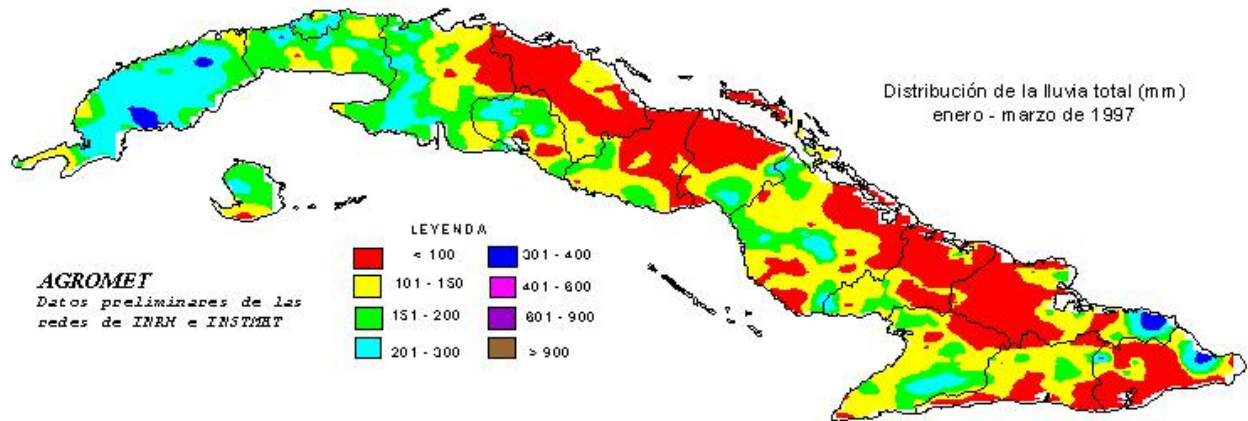 Distribución de la lluvia total (mm)
enero - marzo de 1997
LEYENDA
< 100
101 - 150
151 - 200
201 - 300
301 - 400
401 - 600
601 - 900
> 900
AGROMET
Datos preliminares de las
redes de INRH e INSTMET